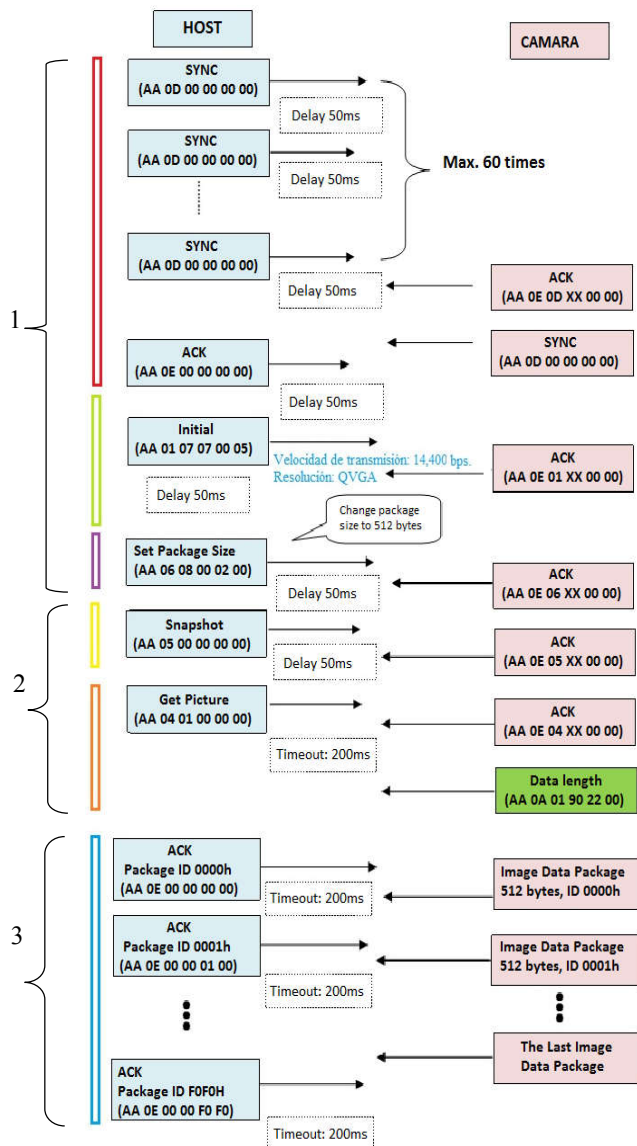 HOST
CAMARA
SYNC
(AA 0D 00 00 00 00)
Delay 50ms
SYNC
(AA 0D 00 00 00 00)
Delay 50ms
Max. 60 times
SYNC
(AA 0D 00 00 00 00)
Delay 50ms
ACK
(AA 0E 0D XX 00 00)
1
SYNC
(AA 0D 00 00 00 00)
ACK
(AA 0E 00 00 00 00)
Delay 50ms
Initial
(AA 01 07 07 00 05)
Velocidad de transmisión: 14,400 bps.
Resolución: QVGA
Delay 50ms
ACK
(AA 0E 01 XX 00 00)
Change package
size to 512 bytes
Set Package Size
(AA 06 08 00 02 00)
Delay 50ms
ACK
(AA 0E 06 XX 00 00)
2
Snapshot
(AA 05 00 00 00 00)
Delay 50ms
ACK
(AA 0E 05 XX 00 00)
Get Picture
(AA 04 01 00 00 00)
Timeout: 200ms
ACK
(AA 0E 04 XX 00 00)
Data length
(AA 0A 01 90 22 00)
3
ACK
Package ID 0000h
(AA 0E 00 00 00 00)
Timeout: 200ms
Image Data Package
512 bytes, ID 0000h
ACK
Package ID 0001h
(AA 0E 00 00 01 00)
Timeout: 200ms
Image Data Package
512 bytes, ID 0001h
The Last Image
Data Package
ACK
Package ID F0F0H
(AA 0E 00 00 F0 F0)
Timeout: 200ms